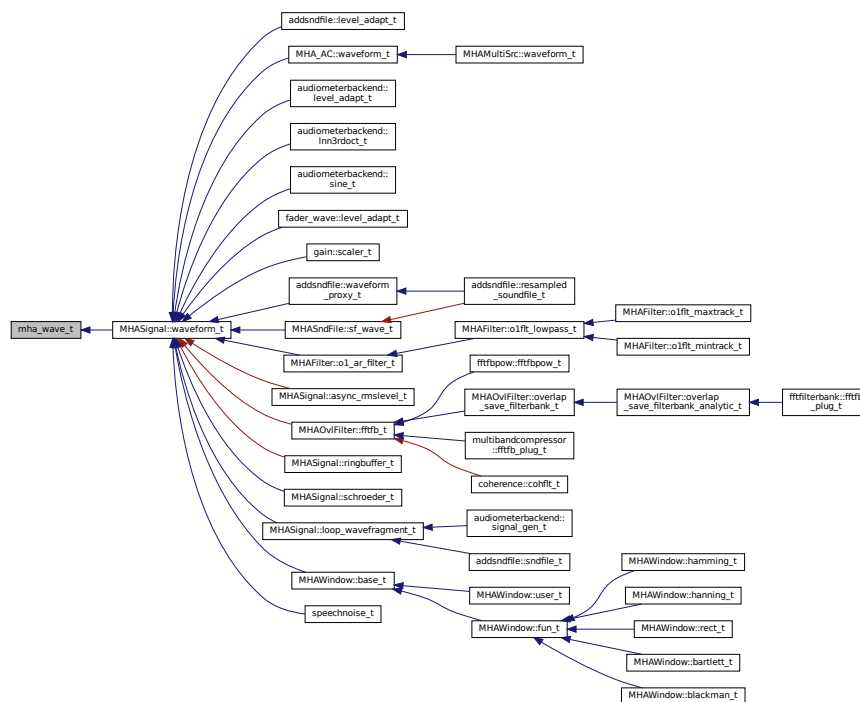 addsndfile::level_adapt_t
MHA_AC::waveform_t
MHAMultiSrc::waveform_t
audiometerbackend::
level_adapt_t
audiometerbackend::
lnn3rdoct_t
audiometerbackend::
sine_t
fader_wave::level_adapt_t
gain::scaler_t
addsndfile::waveform
_proxy_t
addsndfile::resampled
_soundfile_t
mha_wave_t
MHASignal::waveform_t
MHASndFile::sf_wave_t
MHAFilter::o1_ar_filter_t
MHAFilter::o1flt_lowpass_t
MHAFilter::o1flt_maxtrack_t
MHAFilter::o1flt_mintrack_t
MHASignal::async_rmslevel_t
MHAOvlFilter::fftfb_t
fftfbpow::fftfbpow_t
MHAOvlFilter::overlap
_save_filterbank_t
MHAOvlFilter::overlap
_save_filterbank_analytic_t
fftfilterbank::fftfb
_plug_t
multibandcompressor
::fftfb_plug_t
coherence::cohflt_t
MHASignal::ringbuffer_t
MHASignal::schroeder_t
MHASignal::loop_wavefragment_t
audiometerbackend::
signal_gen_t
addsndfile::sndfile_t
MHAWindow::base_t
MHAWindow::user_t
MHAWindow::fun_t
MHAWindow::hamming_t
MHAWindow::hanning_t
MHAWindow::rect_t
MHAWindow::bartlett_t
MHAWindow::blackman_t
speechnoise_t